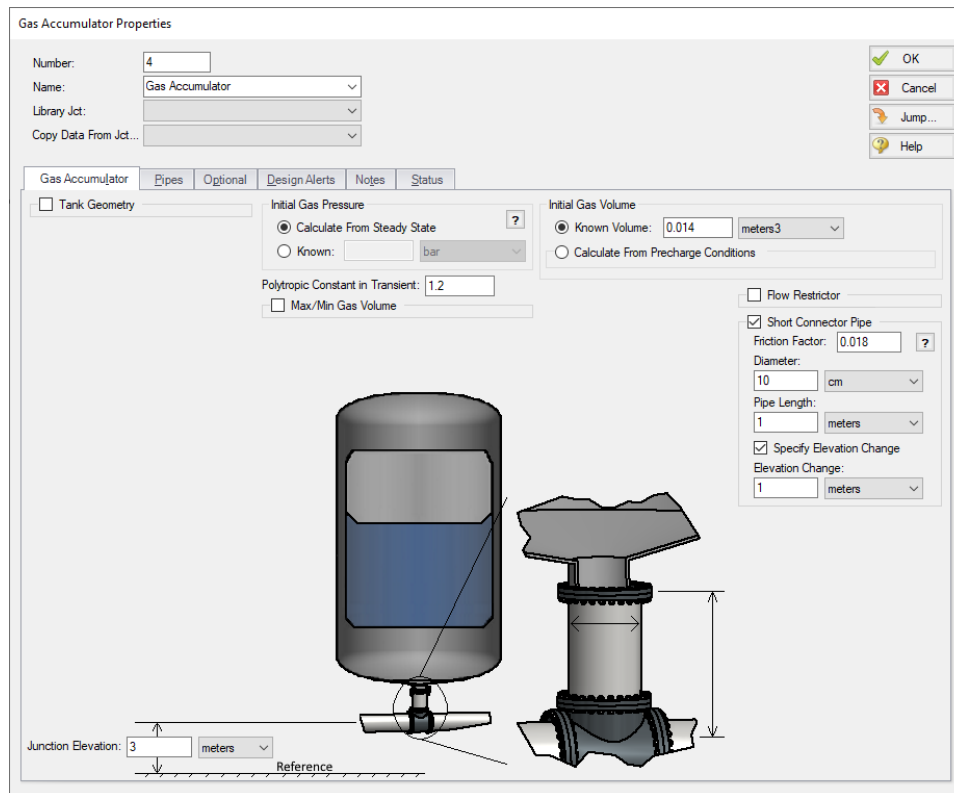 Gas Accumulator Properties
Number: 4
Name: Gas Accumulator
Library Jct:
Copy Data From Jct...
OK
Cancel
Jump...
Help
Gas Accumulator Pipes Optional Design Alerts Notes Status
Tank Geometry
Initial Gas Pressure
Calculate From Steady State ?
Known: bar
Polytropic Constant in Transient: 1.2
Max/Min Gas Volume
Initial Gas Volume
Known Volume: 0.014 meters3
Calculate From Precharge Conditions
Flow Restrictor
Short Connector Pipe
Friction Factor: 0.018 ?
Diameter:
10 cm
Pipe Length:
1 meters
Specify Elevation Change
Elevation Change:
1 meters
Junction Elevation: 3 meters
Reference